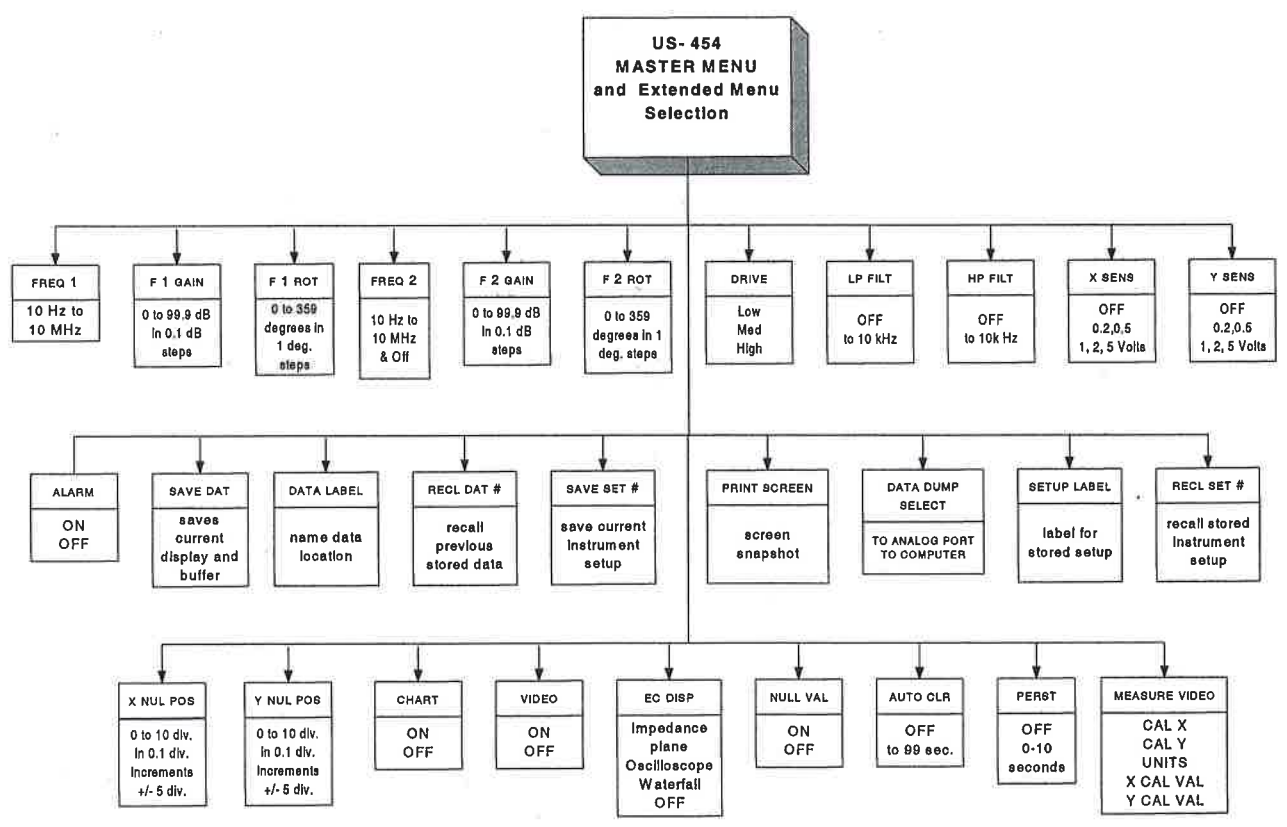 US- 454
MASTER MENU
and Extended Menu
Selection
FREQ 1
10 Hz to
10 MHz
F 1 GAIN
0 to 99.9 dB
in 0.1 dB
steps
F 1 ROT
0 to 359
degrees in
1 deg.
steps
FREQ 2
10 Hz to
10 MHz
& Off
F 2 GAIN
0 to 99.9 dB
in 0.1 dB
steps
F 2 ROT
0 to 359
degrees in 1
deg. steps
DRIVE
Low
Med
High
LP FILT
OFF
to 10 kHz
HP FILT
OFF
to 10k Hz
X SENS
OFF
0.2,0.5
1, 2, 5 Volts
Y SENS
OFF
0.2,0.5
1, 2, 5 Volts
ALARM
ON
OFF
SAVE DAT
saves
current
display and
buffer
DATA LABEL
name data
location
RECL DAT #
recall
previous
stored data
SAVE SET #
save current
instrument
setup
PRINT SCREEN
screen
snapshot
DATA DUMP
SELECT
TO ANALOG PORT
TO COMPUTER
SETUP LABEL
label for
stored setup
RECL SET #
recall stored
instrument
setup
X NUL POS
0 to 10 div.
in 0.1 div.
increments
+/- 5 div.
Y NUL POS
0 to 10 div.
in 0.1 div.
increments
+/- 5 div.
CHART
ON
OFF
VIDEO
ON
OFF
EC DISP
Impedance
plane
Oscilloscope
Waterfall
OFF
NULL VAL
ON
OFF
AUTO CLR
OFF
to 99 sec.
PERST
OFF
0-10
seconds
MEASURE VIDEO
CAL X
CAL Y
UNITS
X CAL VAL
Y CAL VAL